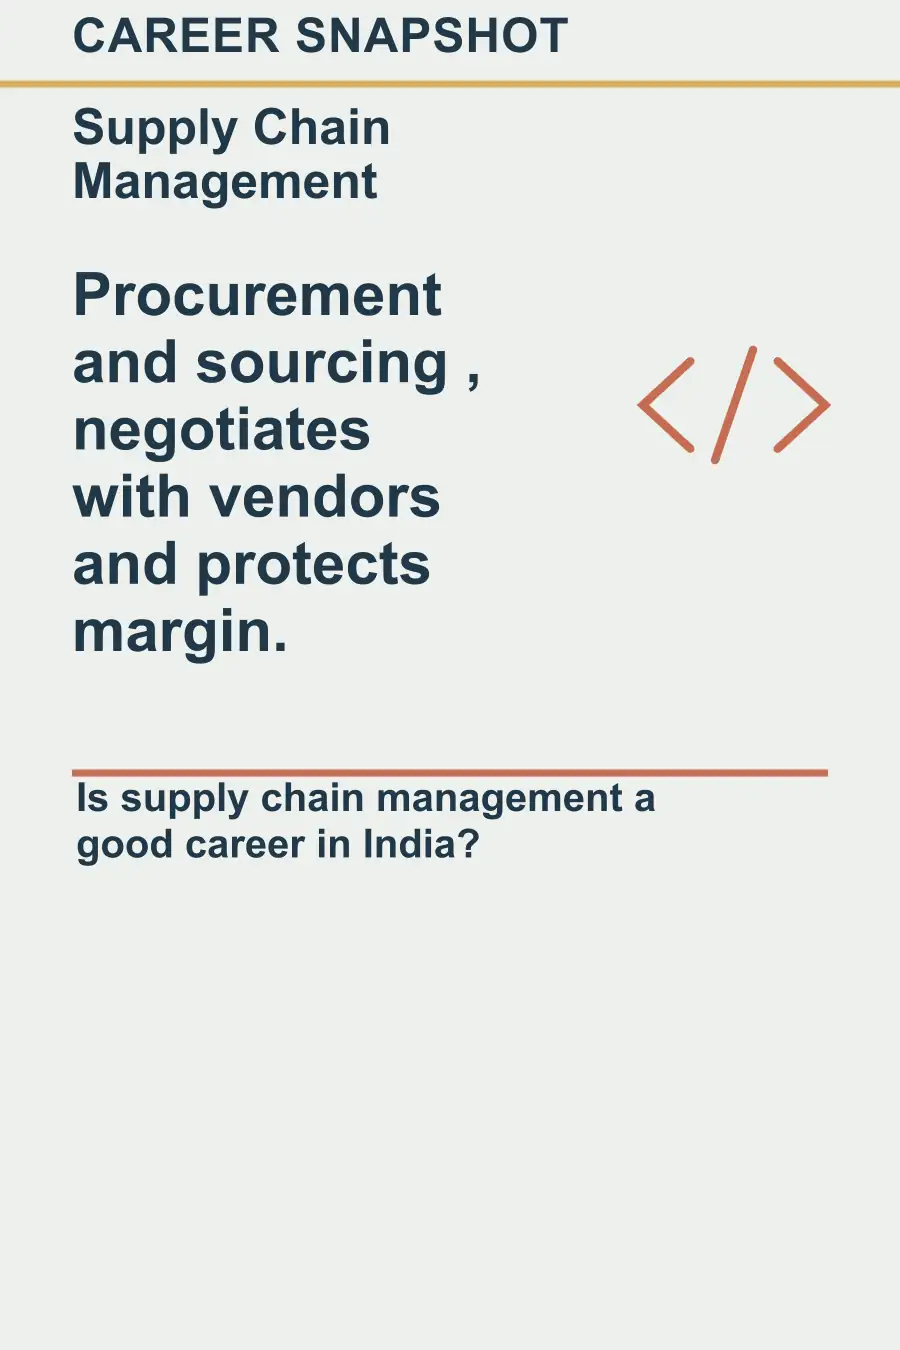 CAREER SNAPSHOT
Supply Chain
Management
Procurement
and sourcing ,
negotiates
with vendors
and protects
margin.
Is supply chain management a
good career in India?